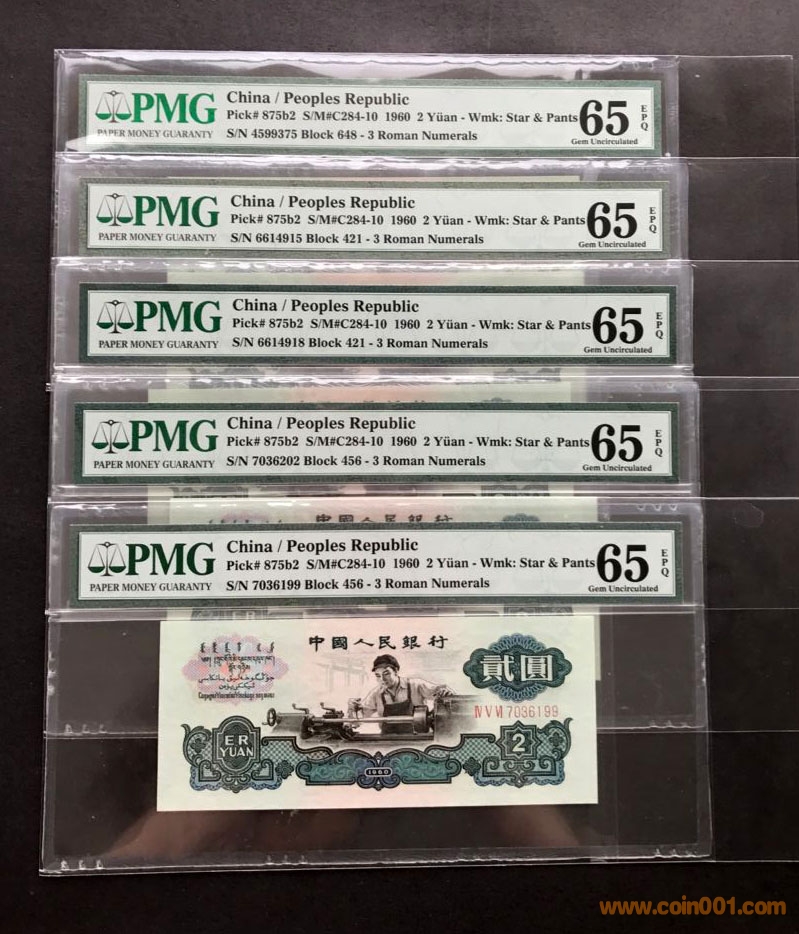 PMG
PAPER MONEY GUARANTY
China / Peoples Republic
Pick# 875b2 S/M#C284-10 1960 2 Yüan - Wmk: Star & Pants
S/N 4599375 Block 648 - 3 Roman Numerals
65
EPQ
Gem Uncirculated
PMG
PAPER MONEY GUARANTY
China / Peoples Republic
Pick# 875b2 S/M#C284-10 1960 2 Yüan - Wmk: Star & Pants
S/N 6614915 Block 421 - 3 Roman Numerals
65
EPQ
Gem Uncirculated
PMG
PAPER MONEY GUARANTY
China / Peoples Republic
Pick# 875b2 S/M#C284-10 1960 2 Yüan - Wmk: Star & Pants
S/N 6614918 Block 421 - 3 Roman Numerals
65
EPQ
Gem Uncirculated
PMG
PAPER MONEY GUARANTY
China / Peoples Republic
Pick# 875b2 S/M#C284-10 1960 2 Yüan - Wmk: Star & Pants
S/N 7036202 Block 456 - 3 Roman Numerals
65
EPQ
Gem Uncirculated
中國人民銀行
PMG
PAPER MONEY GUARANTY
China / Peoples Republic
Pick# 875b2 S/M#C284-10 1960 2 Yüan - Wmk: Star & Pants
S/N 7036199 Block 456 - 3 Roman Numerals
65
EPQ
Gem Uncirculated
中國人民銀行
貳圓
IV V VI 7036199
ER
YUAN
1960
2
www.coin001.com